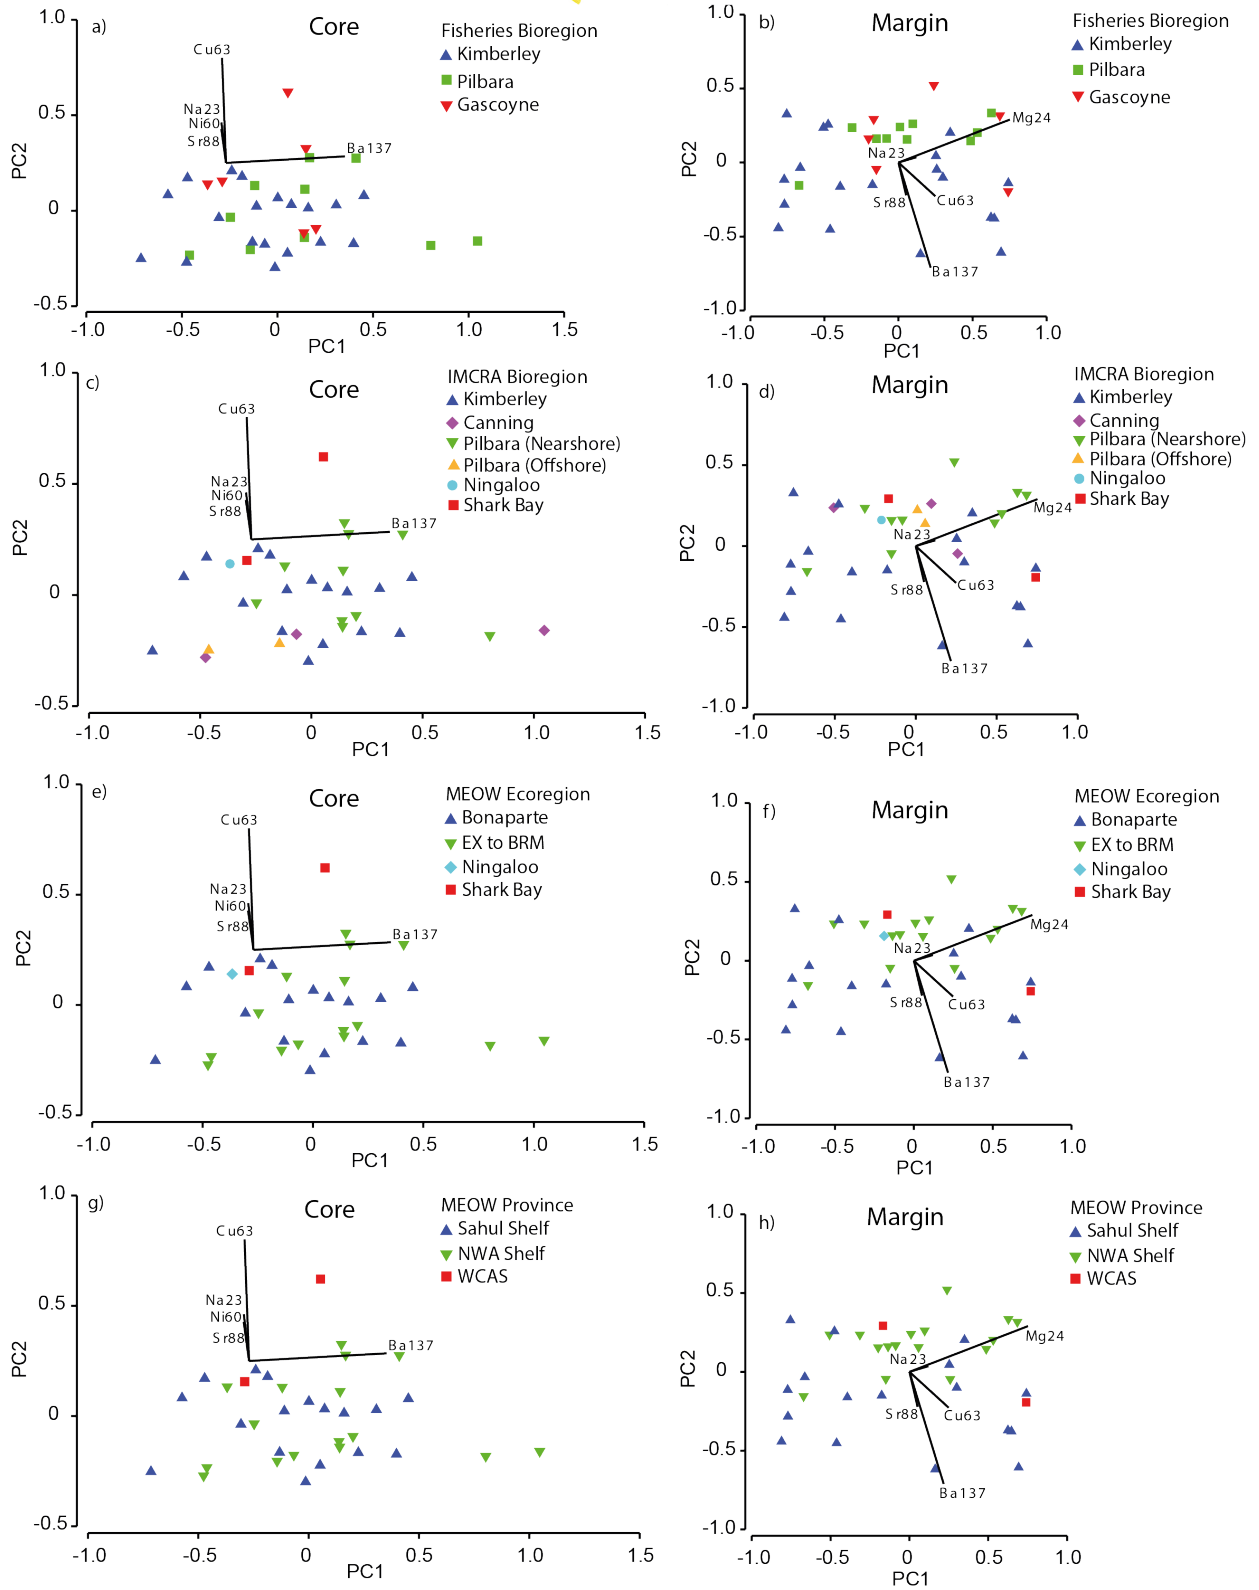 a)
Core
Fisheries Bioregion
Kimberley
Pilbara
Gascoyne
1.0
0.5
0
-0.5
PC2
Cu63
Na23
Ni60
Sr88
Ba137
-1.0 -0.5 0 0.5 1.0 1.5
PC1
b)
Margin
Fisheries Bioregion
Kimberley
Pilbara
Gascoyne
1.0
0.5
0
-0.5
-1.0
PC2
Mg24
Na23
Sr88
Cu63
Ba137
-1.0 -0.5 0 0.5 1.0
PC1
c)
Core
IMCRA Bioregion
Kimberley
Canning
Pilbara (Nearshore)
Pilbara (Offshore)
Ningaloo
Shark Bay
1.0
0.5
0
-0.5
PC2
Cu63
Na23
Ni60
Sr88
Ba137
-1.0 -0.5 0 0.5 1.0 1.5
PC1
d)
Margin
IMCRA Bioregion
Kimberley
Canning
Pilbara (Nearshore)
Pilbara (Offshore)
Ningaloo
Shark Bay
1.0
0.5
0
-0.5
-1.0
PC2
Mg24
Na23
Sr88
Cu63
Ba137
-1.0 -0.5 0 0.5 1.0
PC1
e)
Core
MEOW Ecoregion
Bonaparte
EX to BRM
Ningaloo
Shark Bay
1.0
0.5
0
-0.5
PC2
Cu63
Na23
Ni60
Sr88
Ba137
-1.0 -0.5 0 0.5 1.0 1.5
PC1
f)
Margin
MEOW Ecoregion
Bonaparte
EX to BRM
Ningaloo
Shark Bay
1.0
0.5
0
-0.5
-1.0
PC2
Mg24
Na23
Sr88
Cu63
Ba137
-1.0 -0.5 0 0.5 1.0
PC1
g)
Core
MEOW Province
Sahul Shelf
NWA Shelf
WCAS
1.0
0.5
0
-0.5
PC2
Cu63
Na23
Ni60
Sr88
Ba137
-1.0 -0.5 0 0.5 1.0 1.5
PC1
h)
Margin
MEOW Province
Sahul Shelf
NWA Shelf
WCAS
1.0
0.5
0
-0.5
-1.0
PC2
Mg24
Na23
Sr88
Cu63
Ba137
-1.0 -0.5 0 0.5 1.0
PC1